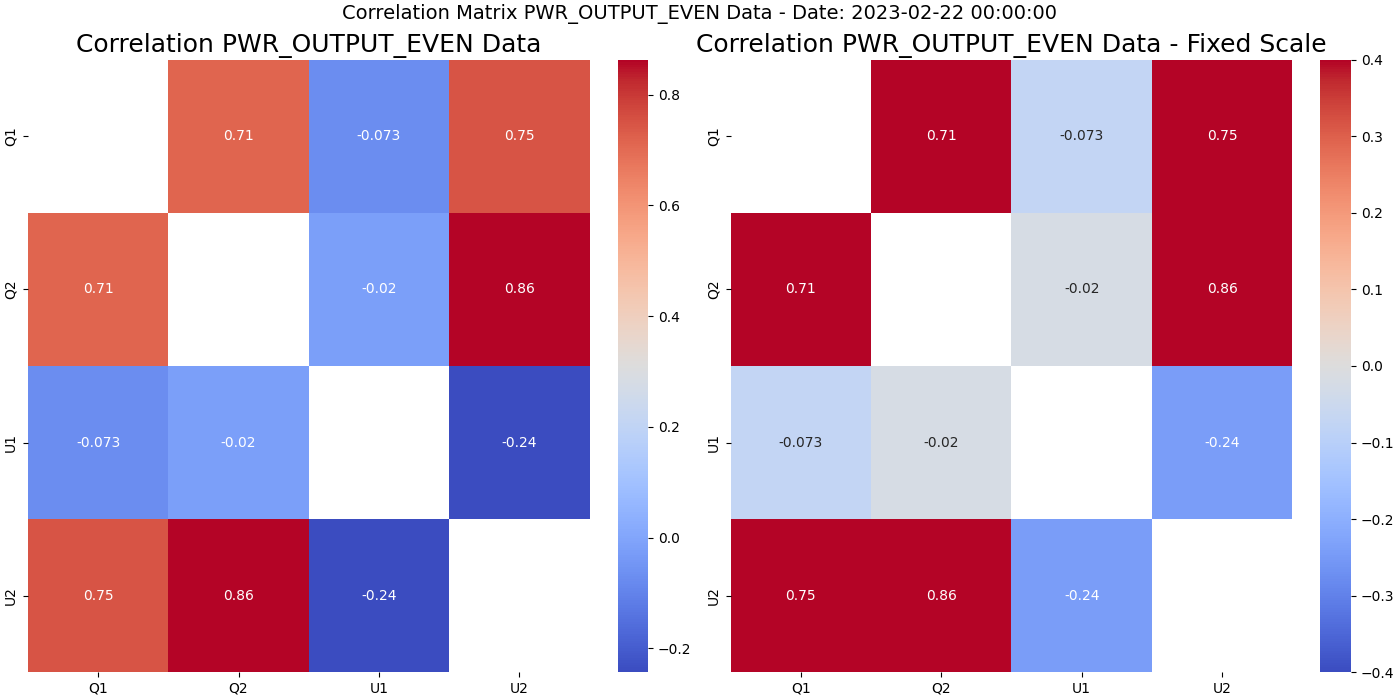 Correlation Matrix PWR_OUTPUT_EVEN Data - Date: 2023-02-22 00:00:00
Correlation PWR_OUTPUT_EVEN Data
Q1
0.71
-0.073
0.75
Q2
0.71
-0.02
0.86
U1
-0.073
-0.02
-0.24
U2
0.75
0.86
-0.24
Q1
Q2
U1
U2
0.8
0.6
0.4
0.2
0.0
−0.2
Correlation PWR_OUTPUT_EVEN Data - Fixed Scale
Q1
0.71
-0.073
0.75
Q2
0.71
-0.02
0.86
U1
-0.073
-0.02
-0.24
U2
0.75
0.86
-0.24
Q1
Q2
U1
U2
0.4
0.3
0.2
0.1
0.0
−0.1
−0.2
−0.3
−0.4